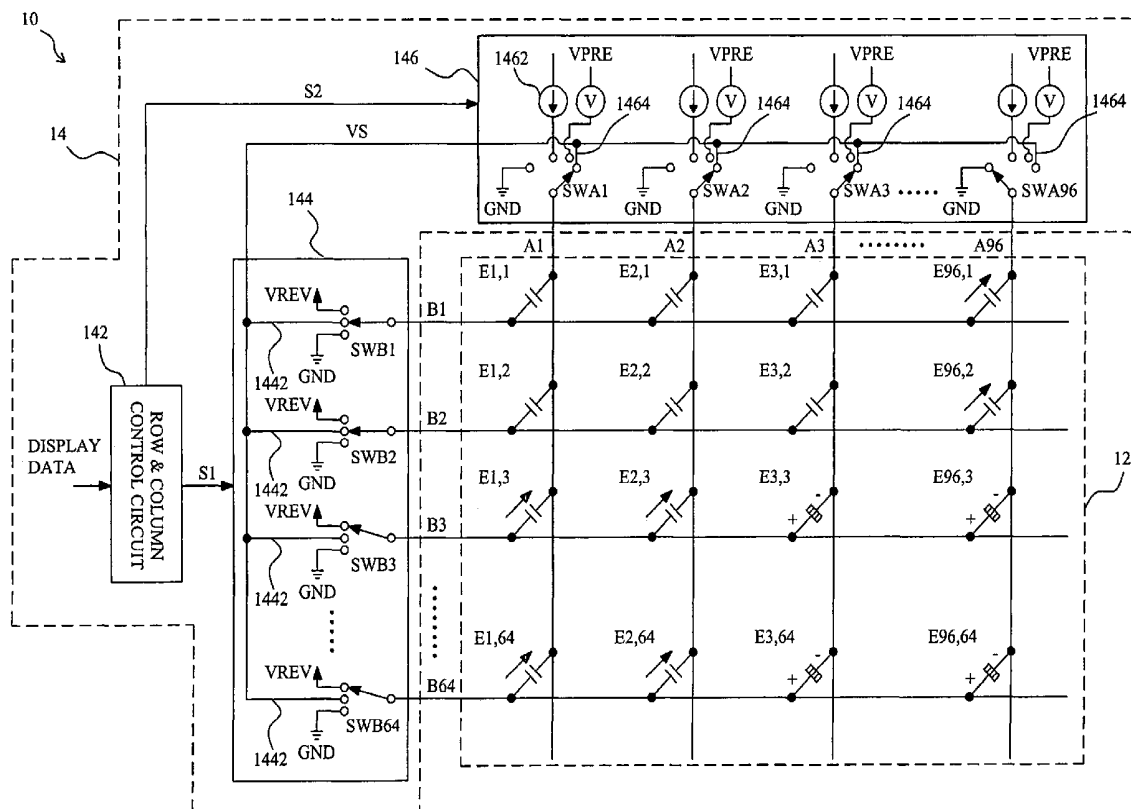 10
14
S2
VS
146
1462
VPRE
VPRE
VPRE
VPRE
V
V
V
V
1464
1464
1464
1464
GND
GND
GND
GND
SWA1
SWA2
SWA3
SWA96
A1
A2
A3
A96
144
142
ROW & COLUMN
CONTROL CIRCUIT
DISPLAY
DATA
S1
VREV
1442
GND
SWB1
B1
E1,1
E2,1
E3,1
E96,1
VREV
1442
GND
SWB2
B2
E1,2
E2,2
E3,2
E96,2
VREV
1442
GND
SWB3
B3
E1,3
E2,3
E3,3
E96,3
+ -
+ -
12
VREV
1442
GND
SWB64
B64
E1,64
E2,64
E3,64
E96,64
+ -
+ -